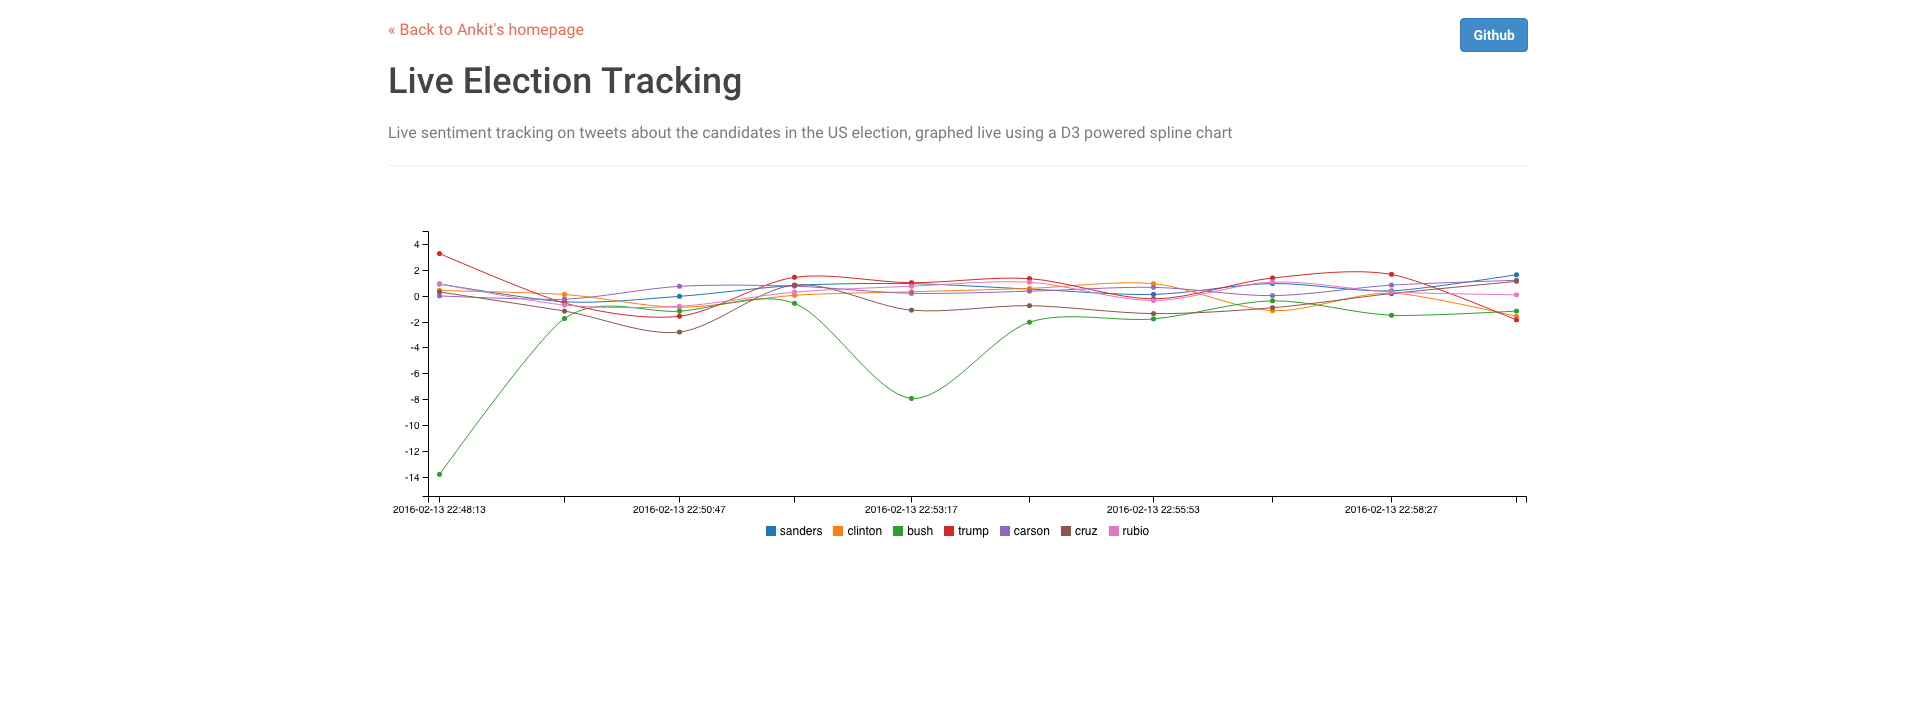 « Back to Ankit's homepage
Github
Live Election Tracking
Live sentiment tracking on tweets about the candidates in the US election, graphed live using a D3 powered spline chart
4
2
0
-2
-4
-6
-8
-10
-12
-14
2016-02-13 22:48:13 2016-02-13 22:50:47 2016-02-13 22:53:17 2016-02-13 22:55:53 2016-02-13 22:58:27
sanders clinton bush trump carson cruz rubio